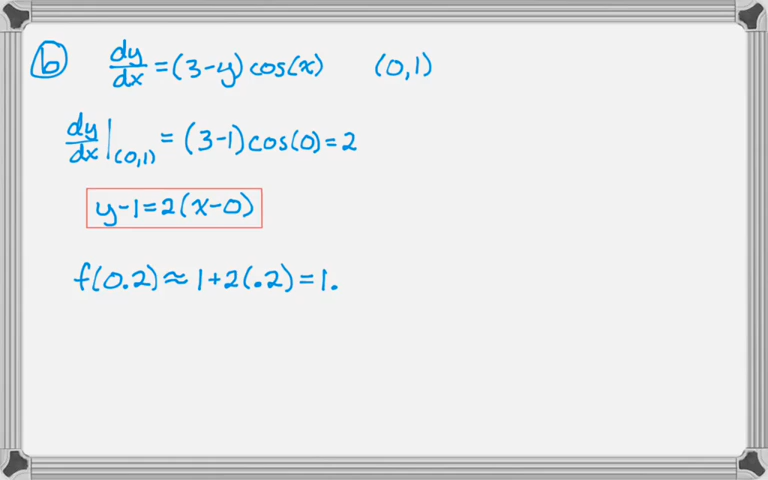 (b) dy/dx = (3-y) cos(x) (0,1)
dy/dx|(0,1) = (3-1)cos(0) = 2
y-1=2(x-0)
f(0.2) ≈ 1+2(.2) = 1.